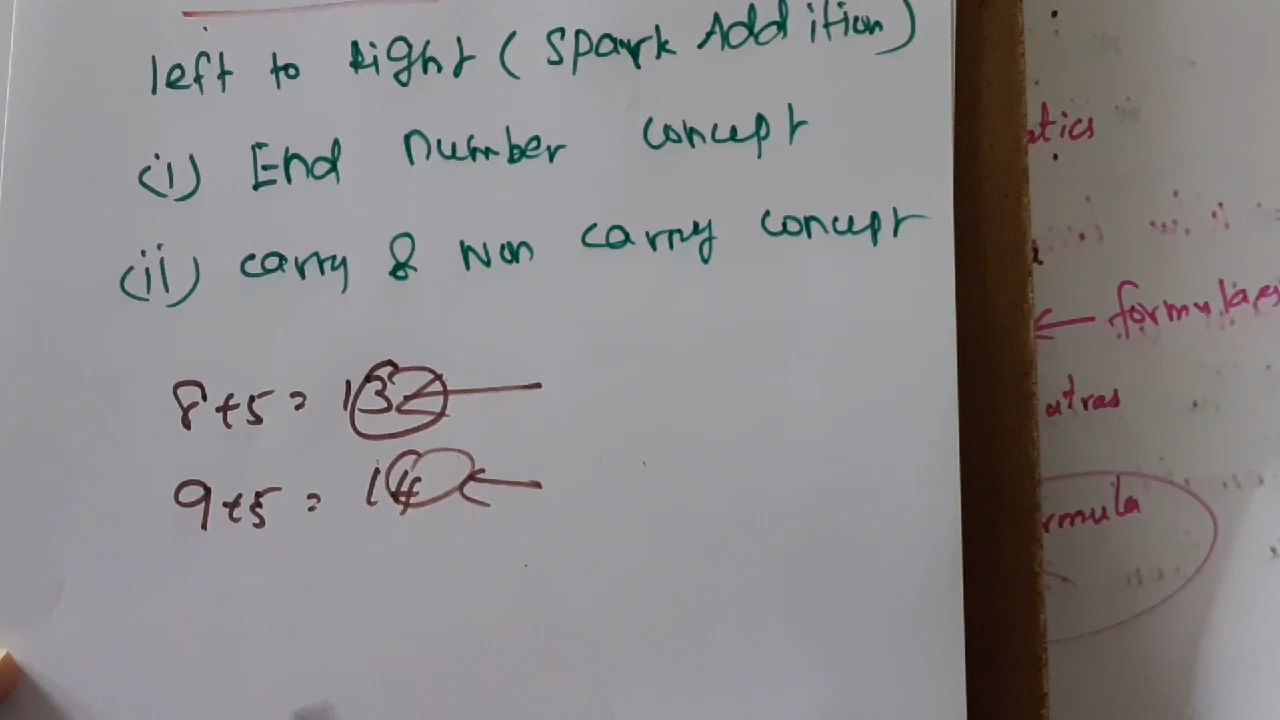 left to Right (Spark Addition)
(i) End number concept
(ii) carry & Non carry concept
8+5= 13
9+5= 14
formulaes